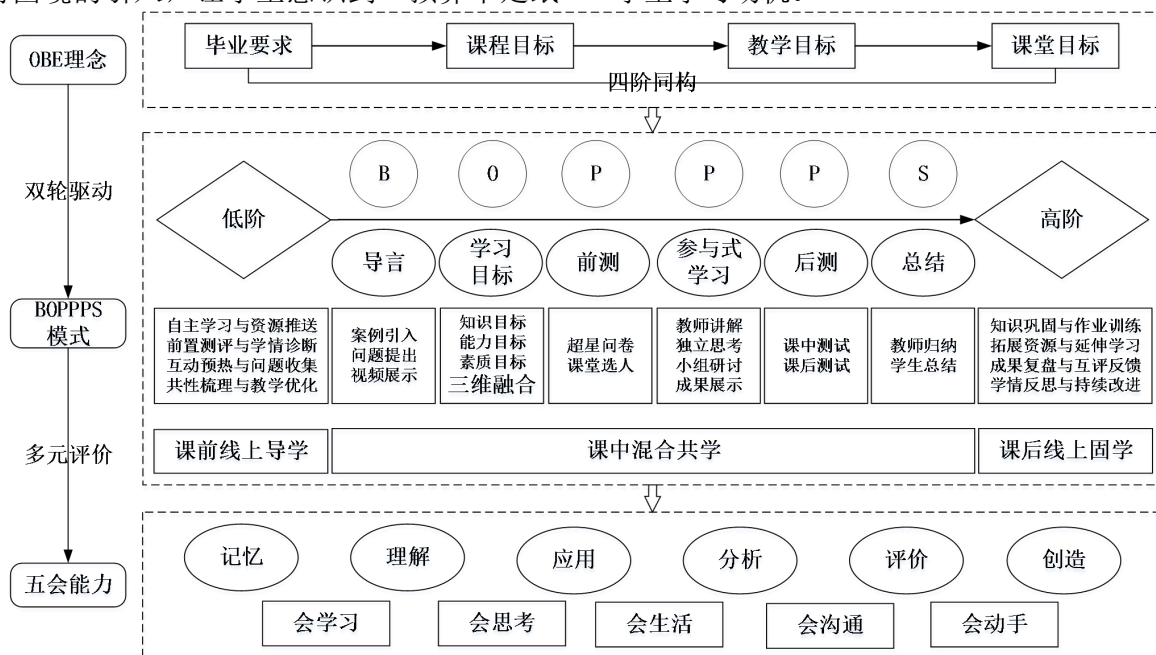 OBE理念
毕业要求
课程目标
教学目标
课堂目标
四阶同构
双轮驱动
B
O
P
P
P
S
低阶
高阶
导言
学习
目标
前测
参与式
学习
后测
总结
BOPPPS
模式
自主学习与资源推送
前置测评与学情诊断
互动预热与问题收集
共性梳理与教学优化
案例引入
问题提出
视频展示
知识目标
能力目标
素质目标
三维融合
超星问卷
课堂选人
教师讲解
独立思考
小组研讨
成果展示
课中测试
课后测试
教师归纳
学生总结
知识巩固与作业训练
拓展资源与延伸学习
成果复盘与互评反馈
学情反思与持续改进
多元评价
课前线上导学
课中混合共学
课后线上固学
五会能力
记忆
理解
应用
分析
评价
创造
会学习
会思考
会生活
会沟通
会动手